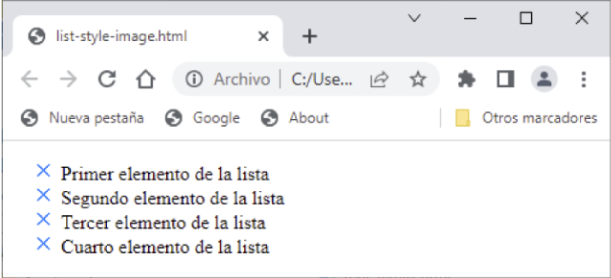 list-style-image.html
Archivo | C:/Use...
Nueva pestaña Google About Otros marcadores
Primer elemento de la lista
Segundo elemento de la lista
Tercer elemento de la lista
Cuarto elemento de la lista